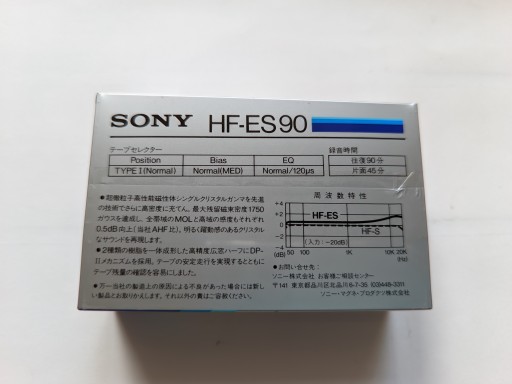 SONY HF-ES90
テープセレクター
Position Bias EQ
TYPE I (Normal) Normal(MED) Normal/120μs
録音時間
往復90分
片面45分
●超微粒子高性能磁性体シングルクリスタルガンマを先進
の技術でさらに高密度に充てん。最大残留磁束密度1750
ガウスを達成し、全帯域のMOLと高域の感度もそれぞれ
0.5dB向上(当社AHF比)。明るく躍動感のあるクリスタル
なサウンドを再現します。
●2種類の樹脂を一体成形した高精度広窓ハーフにDP-
IIメカニズムを採用。テープの安定走行を実現するとともに
テープ残量の確認を容易にしました。
●万一当社の製造上の原因による不良があった場合には新し
い製品とお取りかえします。それ以外の責はご容赦ください。
周波数特性
+4
+2
0
-2
-4
(dB)
HF-ES
HF-S
(入力:-20dB)
50 100 1K 10K 20K
(Hz)
●お問い合せ先:
ソニー株式会社 お客様ご相談センター
〒141 東京都品川区北品川6-7-35 (03)448-3311
ソニー・マグネ・プロダクツ株式会社